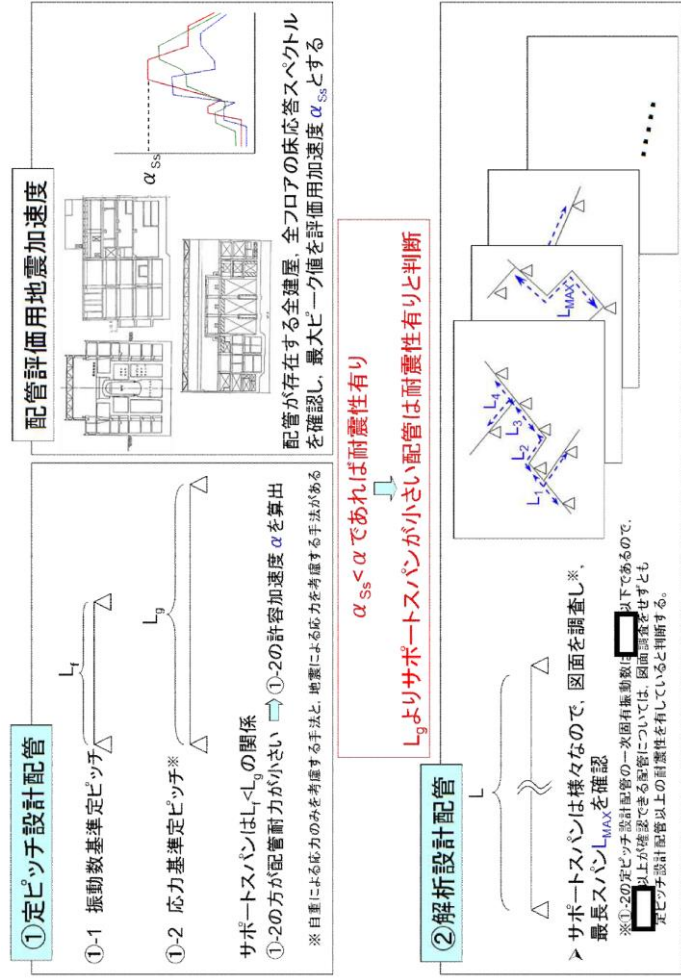 ①定ピッチ設計配管
①-1 振動数基準定ピッチ
Lf
①-2 応力基準定ピッチ※
Lg
サポートスパンはLf<Lgの関係
①-2の方が配管耐力が小さい ⇒ ①-2の許容加速度αを算出
※自重による応力のみを考慮する手法と、地震による応力を考慮する手法がある
配管評価用地震加速度
αSs
配管が存在する全建屋、全フロアの床応答スペクトル
を確認し、最大ピーク値を評価用加速度αSsとする
αSs<αであれば耐震性有り
Lgよりサポートスパンが小さい配管は耐震性有りと判断
②解析設計配管
L
➤ サポートスパンは様々なので、図面を調査し※、
最長スパンLMAXを確認
※①-2の定ピッチ設計配管の一次固有振動数は 以下であるので、
以上が確認できる配管については、図面調査をせずとも
定ピッチ設計配管以上の耐震性を有していると判断する。
L1
L2
L3
L4
LMAX